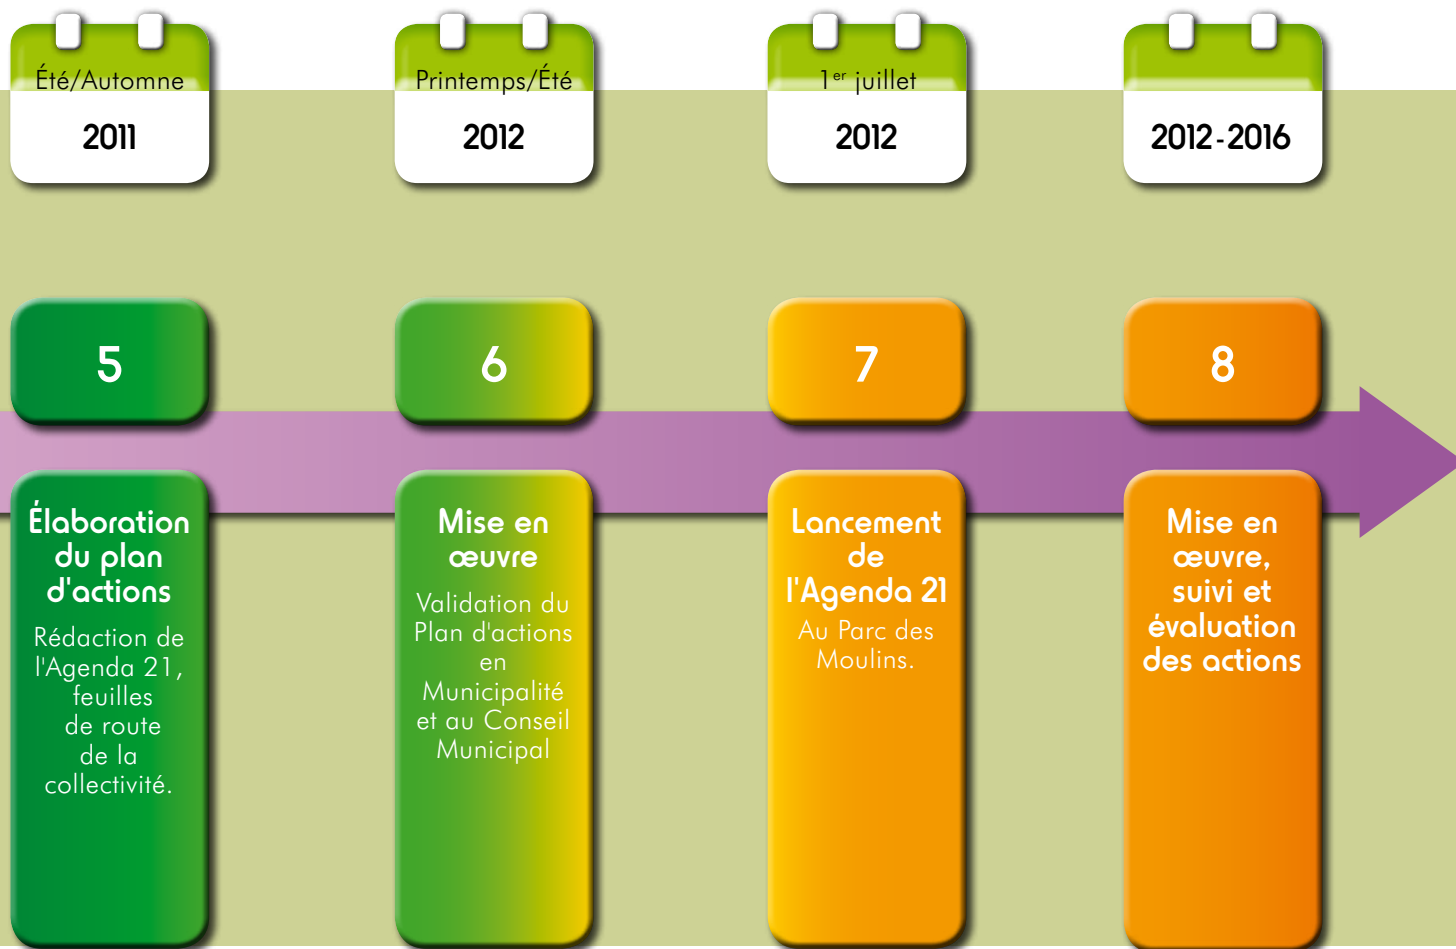 Été/Automne
2011
Printemps/Été
2012
1er juillet
2012
2012-2016
5
6
7
8
Élaboration
du plan
d'actions
Rédaction de
l'Agenda 21,
feuilles
de route
de la
collectivité.
Mise en
œuvre
Validation du
Plan d'actions
en
Municipalité
et au Conseil
Municipal
Lancement
de
l'Agenda 21
Au Parc des
Moulins.
Mise en
œuvre,
suivi et
évaluation
des actions